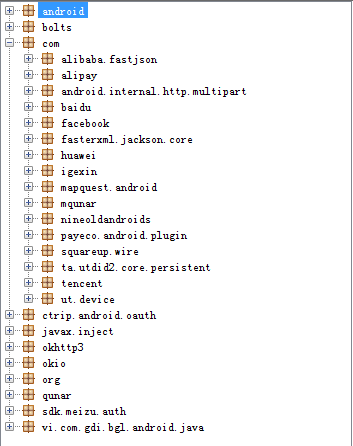 android
bolts
com
alibaba.fastjson
alipay
android.internal.http.multipart
baidu
facebook
fasterxml.jackson.core
huawei
igexin
mapquest.android
mqunar
nineoldandroids
payeco.android.plugin
squareup.wire
ta.utdid2.core.persistent
tencent
ut.device
ctrip.android.oauth
javax.inject
okhttp3
okio
org
qunar
sdk.meizu.auth
vi.com.gdi.bgl.android.java